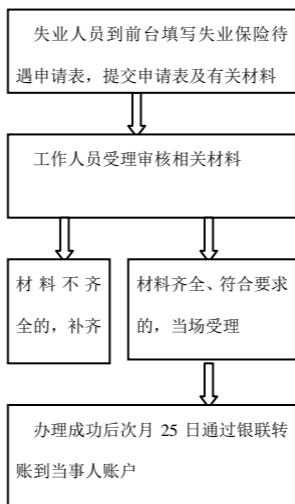 失业人员到前台填写失业保险待
遇申请表，提交申请表及有关材料
工作人员受理审核相关材料
材料不齐
全的，补齐
材料齐全、符合要求
的，当场受理
办理成功后次月 25 日通过银联转
账到当事人账户